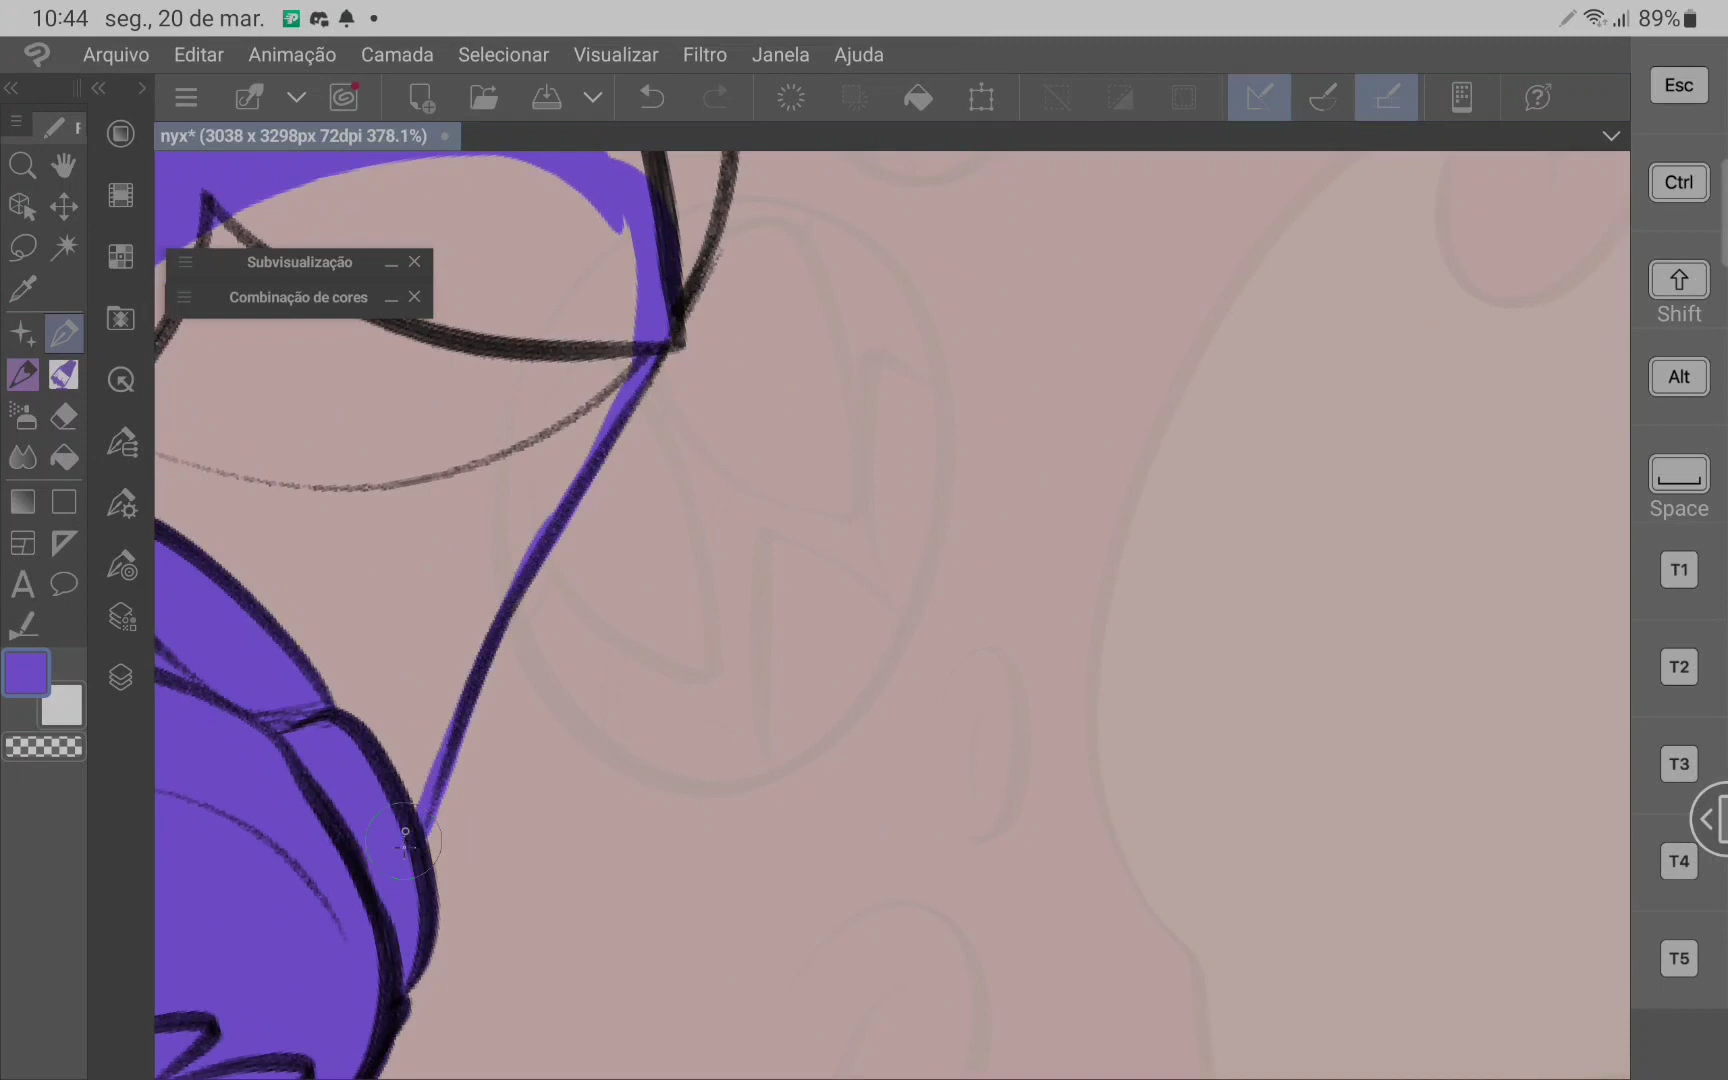 10:44 seg., 20 de mar. 89%
Arquivo Editar Animação Camada Selecionar Visualizar Filtro Janela Ajuda
Esc
nyx* (3038 x 3298px 72dpi 378.1%)
Ctrl
Subvisualização
Combinação de cores
Shift
Alt
Space
T1
T2
T3
T4
T5